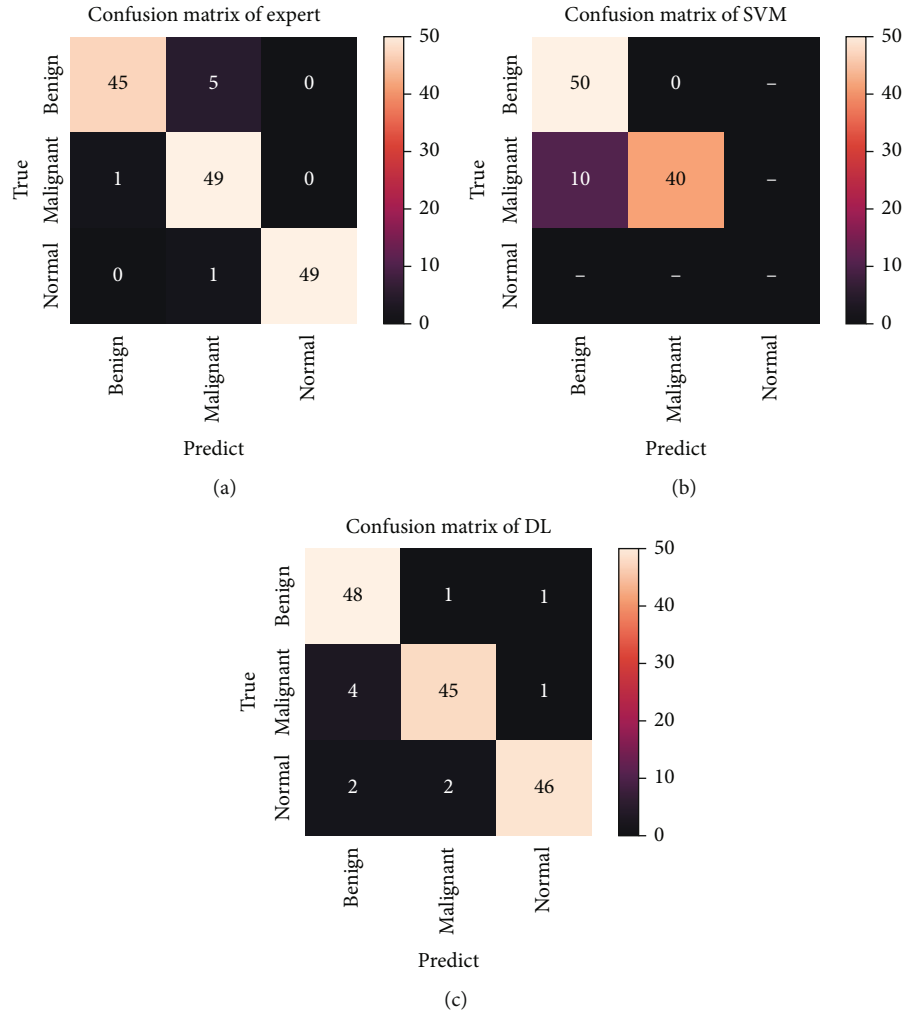 Confusion matrix of expert
Benign 45 5 0
Malignant 1 49 0
Normal 0 1 49
True
Benign Malignant Normal
Predict
50
40
30
20
10
0
(a)
Confusion matrix of SVM
Benign 50 0 –
Malignant 10 40 –
Normal – – –
True
Benign Malignant Normal
Predict
50
40
30
20
10
0
(b)
Confusion matrix of DL
Benign 48 1 1
Malignant 4 45 1
Normal 2 2 46
True
Benign Malignant Normal
Predict
50
40
30
20
10
0
(c)